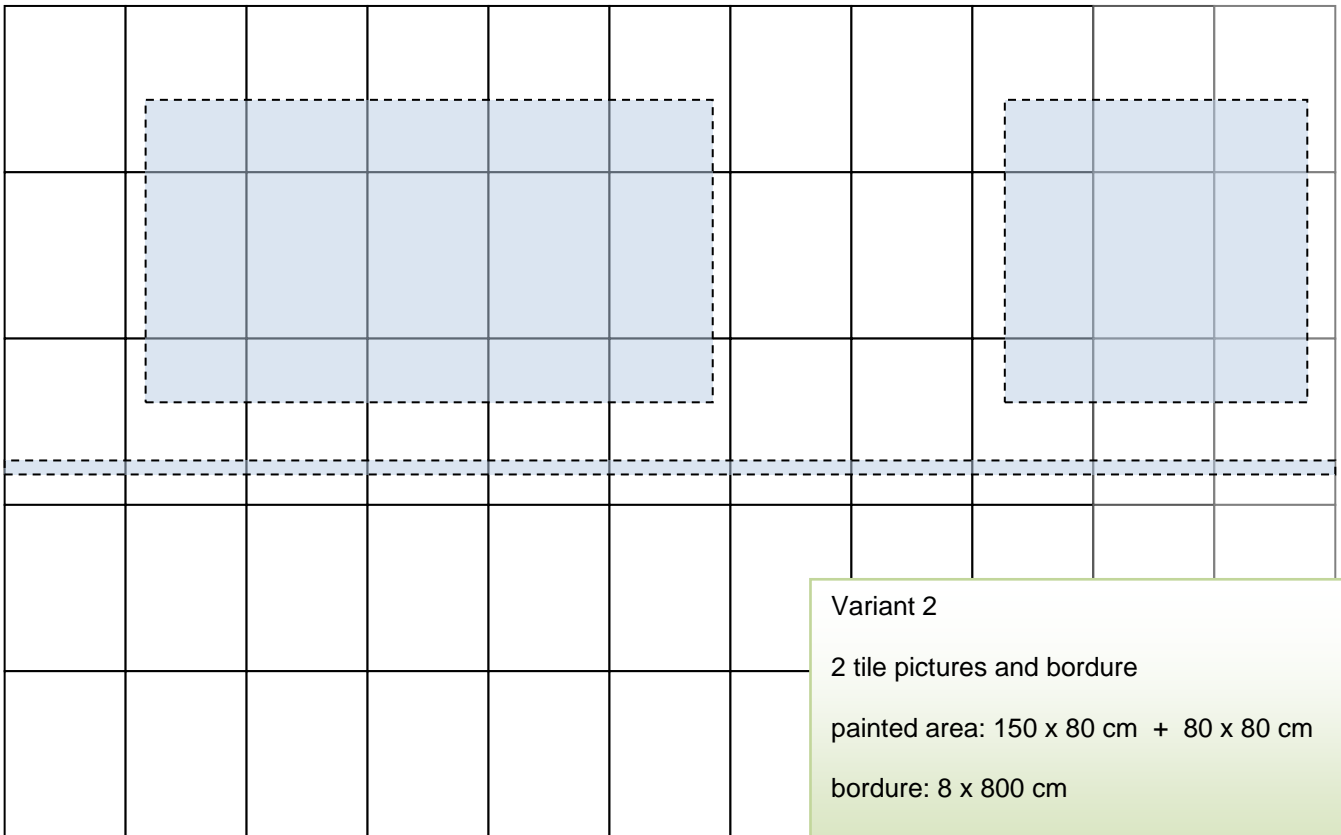 Variant 2
2 tile pictures and bordure
painted area: 150 x 80 cm + 80 x 80 cm
bordure: 8 x 800 cm